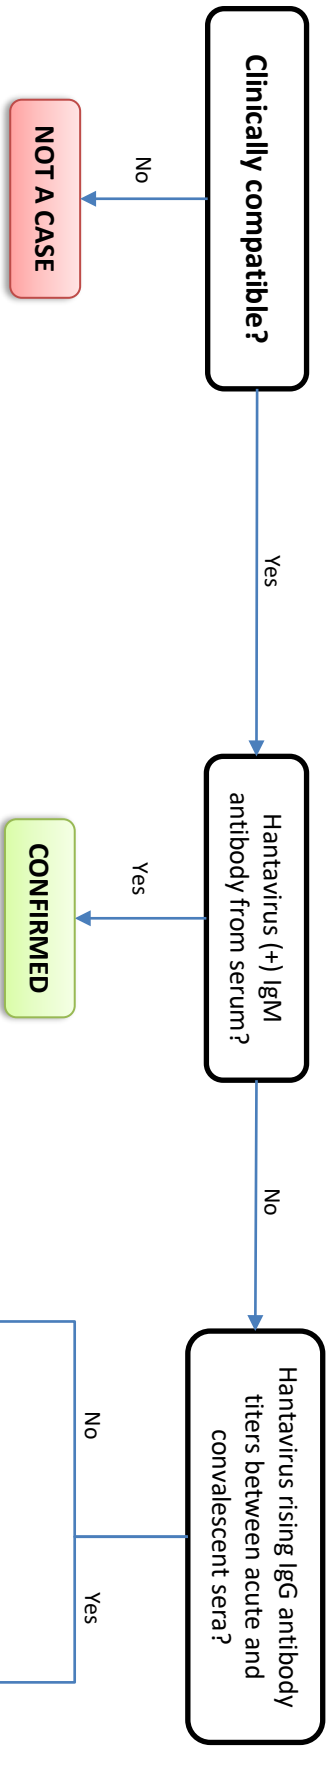 Clinically compatible?
No
NOT A CASE
Yes
Hantavirus (+) IgM
antibody from serum?
Yes
CONFIRMED
No
Hantavirus rising IgG antibody
titers between acute and
convalescent sera?
No
Yes